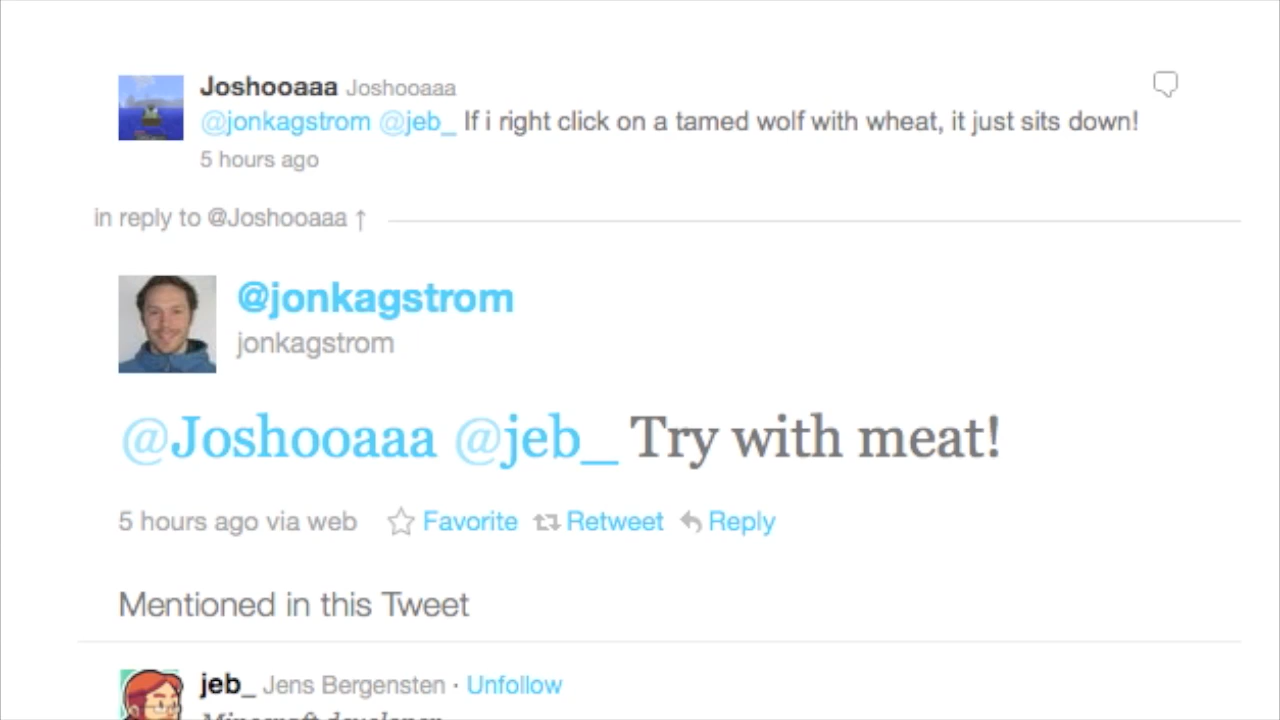 Joshooaaa Joshooaaa
@jonkagstrom @jeb_ If i right click on a tamed wolf with wheat, it just sits down!
5 hours ago
in reply to @Joshooaaa ↑
@jonkagstrom
jonkagstrom
@Joshooaaa @jeb_ Try with meat!
5 hours ago via web Favorite Retweet Reply
Mentioned in this Tweet
jeb_ Jens Bergensten · Unfollow
Minecraft developer